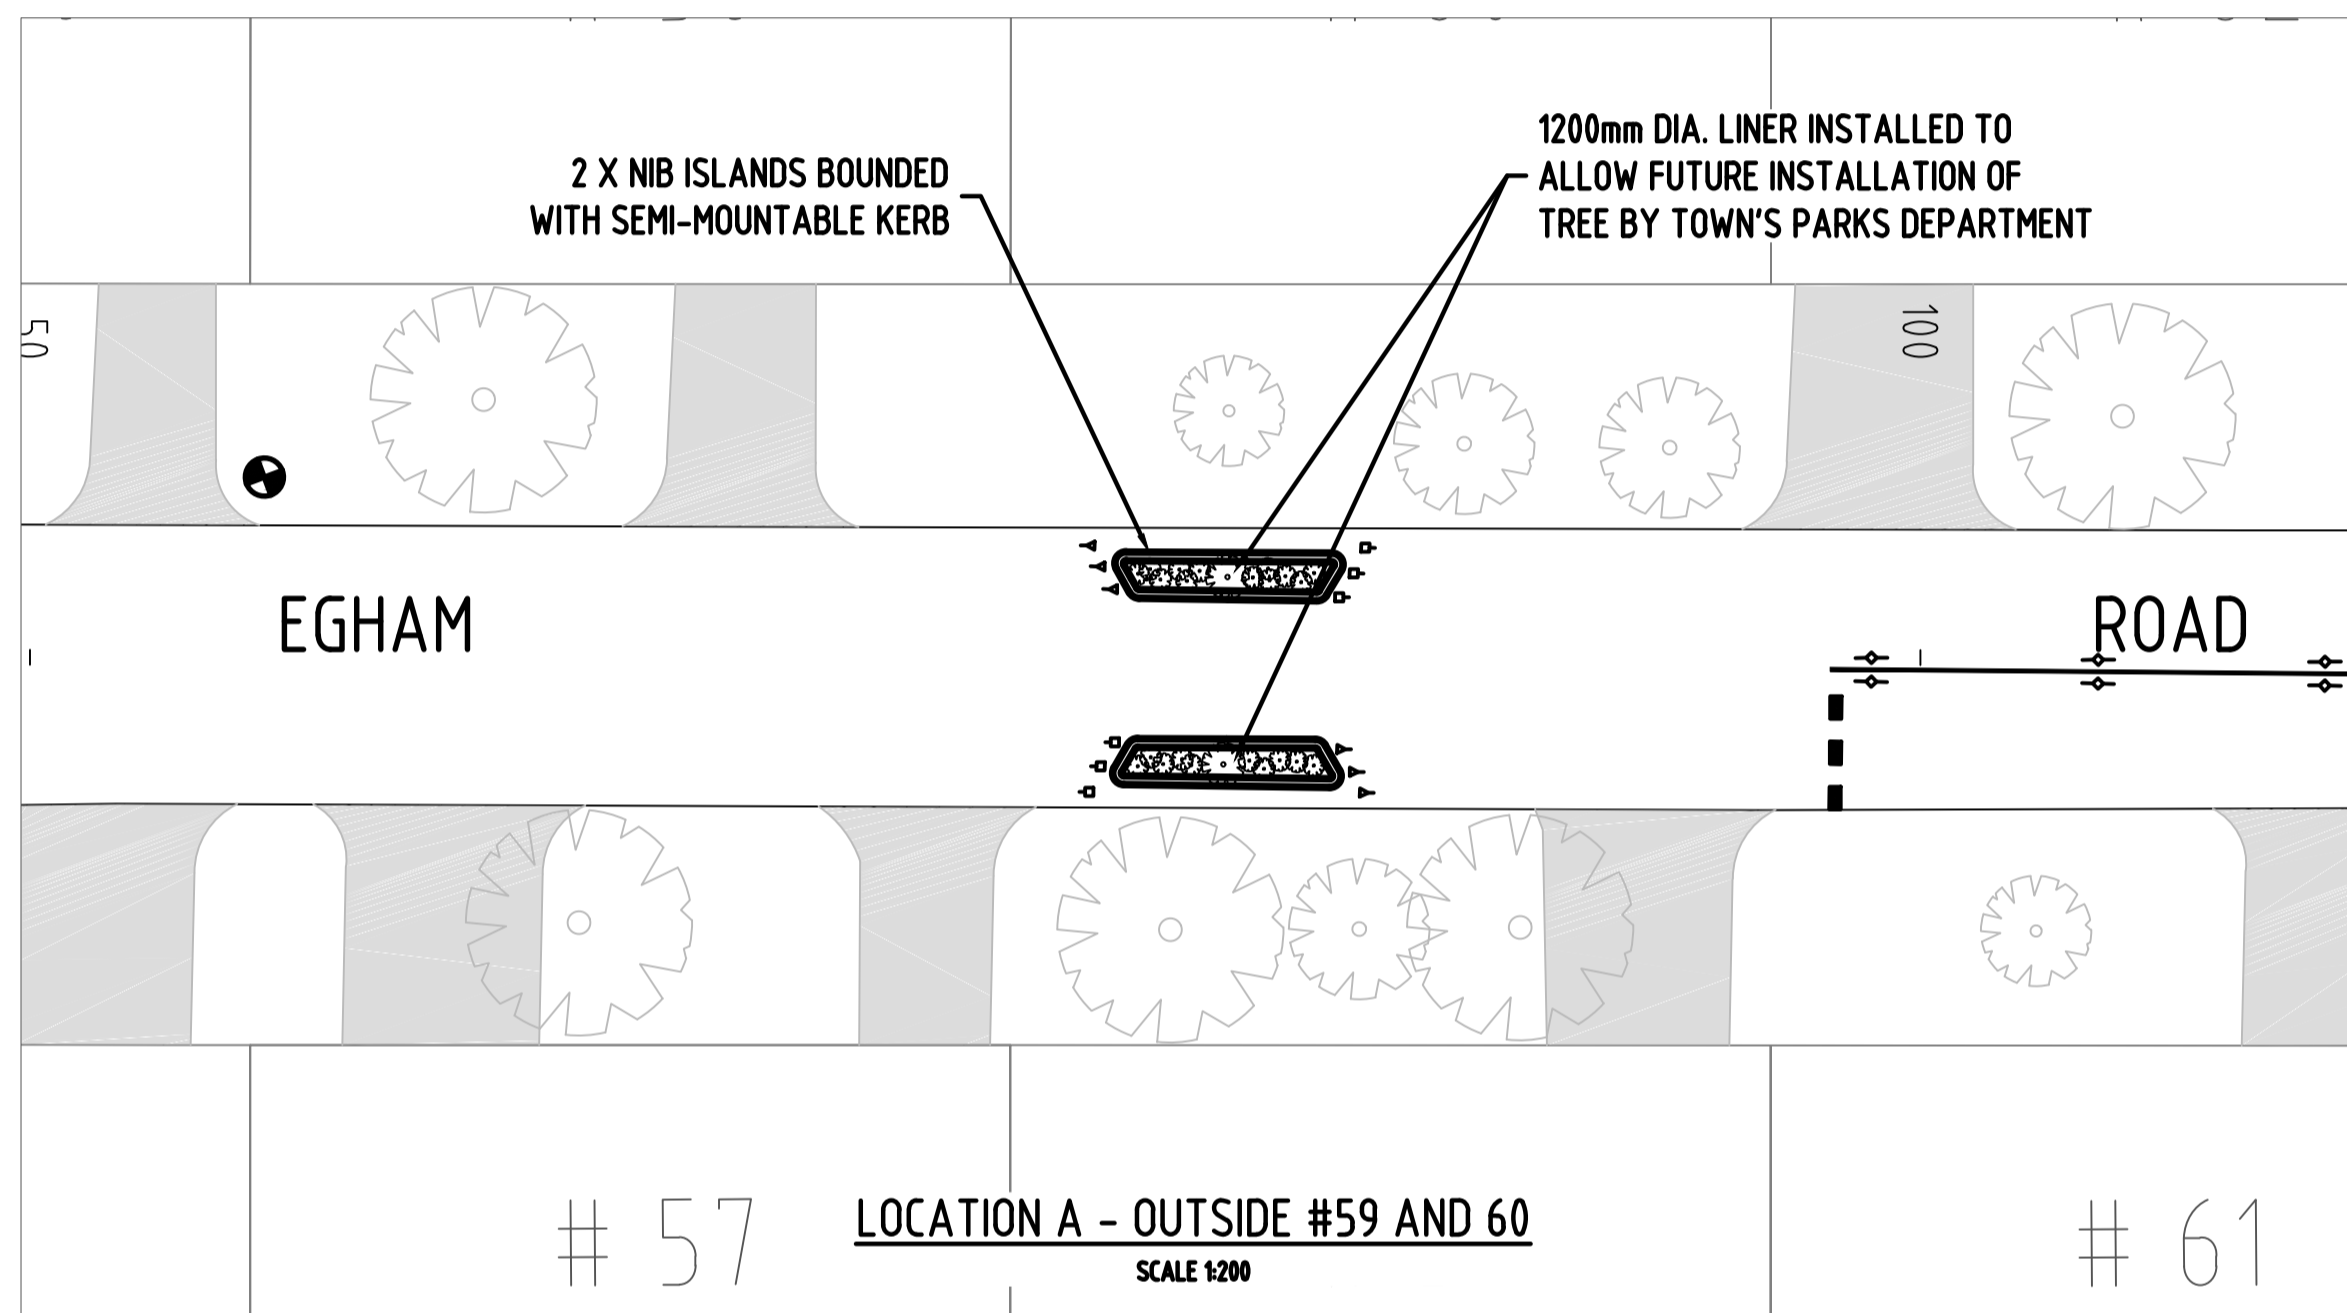 2 X NIB ISLANDS BOUNDED
WITH SEMI-MOUNTABLE KERB
1200mm DIA. LINER INSTALLED TO
ALLOW FUTURE INSTALLATION OF
TREE BY TOWN'S PARKS DEPARTMENT
50
100
EGHAM
ROAD
# 57
LOCATION A - OUTSIDE #59 AND 60
SCALE 1:200
# 61